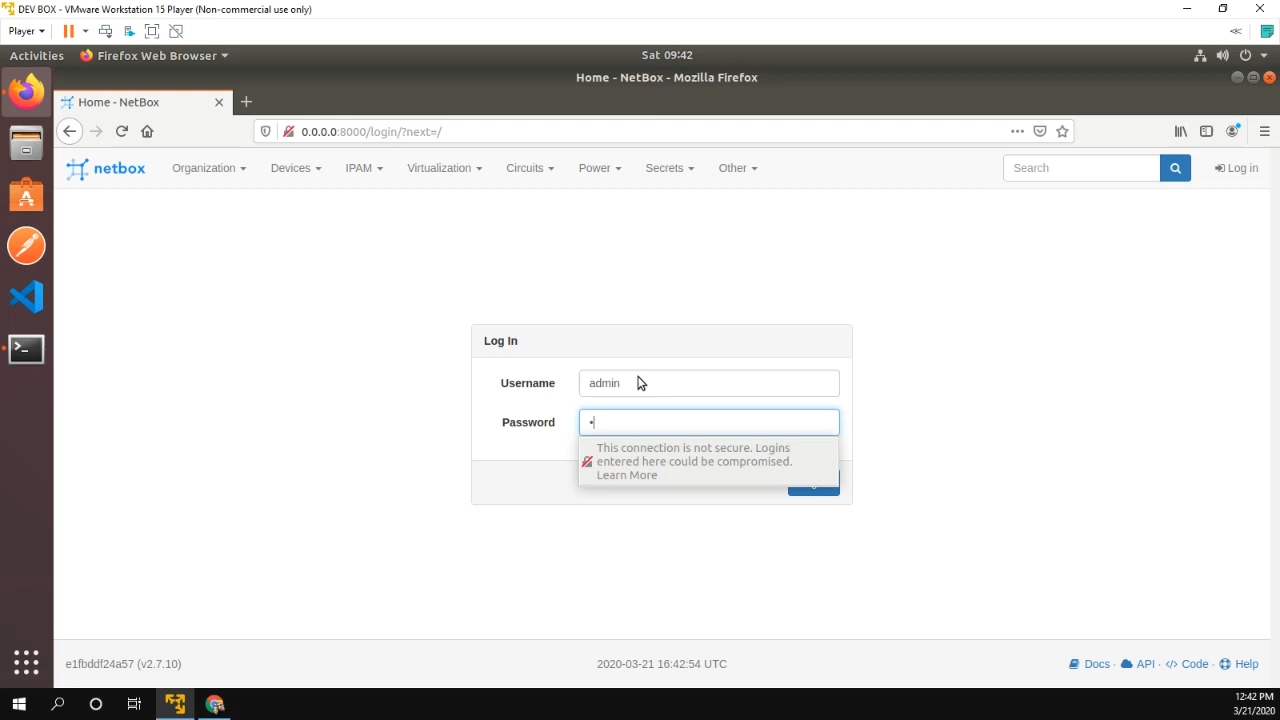 DEV BOX - VMware Workstation 15 Player (Non-commercial use only)
Player
Activities Firefox Web Browser Sat 09:42
Home - NetBox - Mozilla Firefox
Home - NetBox
0.0.0.0:8000/login/?next=/
netbox Organization Devices IPAM Virtualization Circuits Power Secrets Other Search Log in
Log In
Username admin
Password •
This connection is not secure. Logins
entered here could be compromised.
Learn More
e1fbddf24a57 (v2.7.10) 2020-03-21 16:42:54 UTC Docs · API · Code · Help
12:42 PM
3/21/2020